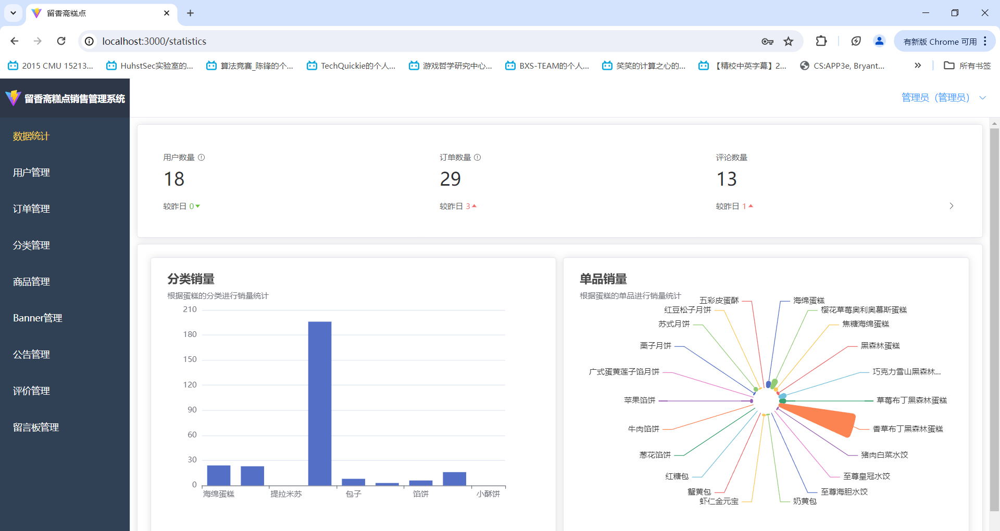 留香斋糕点
localhost:3000/statistics
有新版 Chrome 可用
2015 CMU 15213...
HuhstSec实验室的...
算法竞赛_陈锋的个...
TechQuickie的个人...
游戏哲学研究中心...
BXS-TEAM的个人...
笑笑的计算之心的...
【精校中英字幕】2...
CS:APP3e, Bryant...
所有书签
留香斋糕点销售管理系统
管理员（管理员）
数据统计
用户管理
订单管理
分类管理
商品管理
Banner管理
公告管理
评价管理
留言板管理
用户数量
18
较昨日 0
订单数量
29
较昨日 3
评论数量
13
较昨日 1
分类销量
根据蛋糕的分类进行销量统计
210
180
150
120
90
60
30
0
海绵蛋糕
提拉米苏
包子
馅饼
小酥饼
单品销量
根据蛋糕的单品进行销量统计
五彩皮蛋酥
海绵蛋糕
红豆松子月饼
樱花草莓奥利奥慕斯蛋糕
苏式月饼
焦糖海绵蛋糕
栗子月饼
黑森林蛋糕
广式蛋黄莲子馅月饼
巧克力雪山黑森林...
苹果馅饼
草莓布丁黑森林蛋糕
牛肉馅饼
香草布丁黑森林蛋糕
葱花馅饼
猪肉白菜水饺
红糖包
至尊皇冠水饺
蟹黄包
至尊海胆水饺
虾仁金元宝
奶黄包